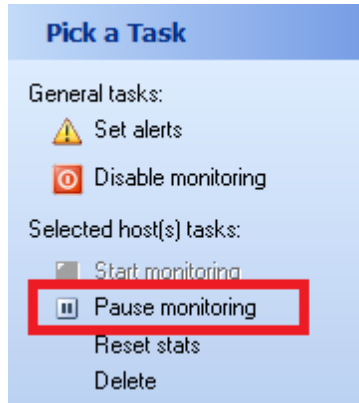 Pick a Task
General tasks:
Set alerts
Disable monitoring
Selected host(s) tasks:
Start monitoring
Pause monitoring
Reset stats
Delete